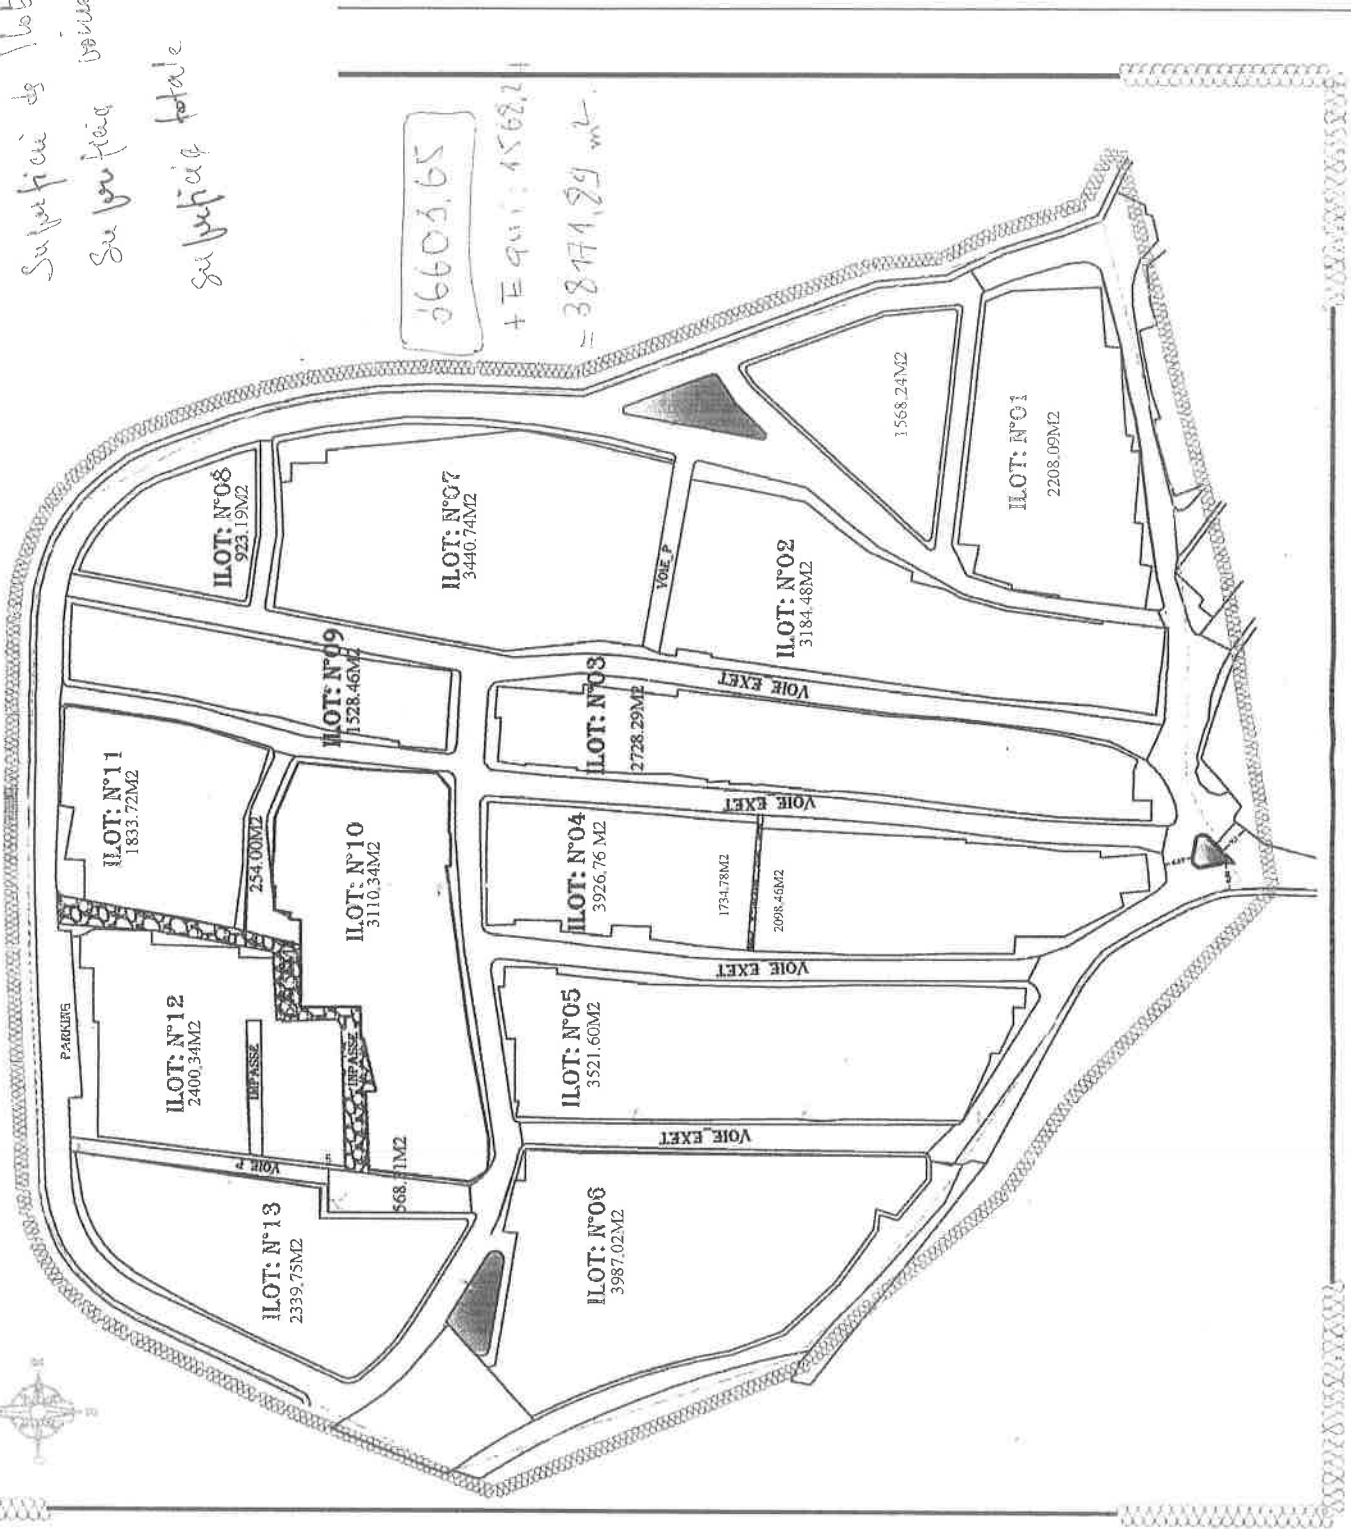 Superficie de
Superficie
Superficie totale
36603,65
+ Equi: 1568,24
= 38171,89 m²
ILOT: N°08
923.19M2
ILOT: N°07
3440.74M2
1568.24M2
ILOT: N°01
2208.09M2
VOIE_P
ILOT: N°02
3184.48M2
ILOT: N°09
1528.46M2
VOIE_EXET
ILOT: N°03
2728.29M2
ILOT: N°11
1833.72M2
254.00M2
ILOT: N°10
3110.34M2
VOIE_EXET
ILOT: N°04
3926.76 M2
1734.78M2
2098.46M2
PARKING
ILOT: N°12
2400.34M2
IMPASSE
IMPASSE
VOIE_EXET
ILOT: N°05
3521.60M2
VOIE_P
VOIE_EXET
ILOT: N°13
2339.75M2
ILOT: N°06
3987.02M2